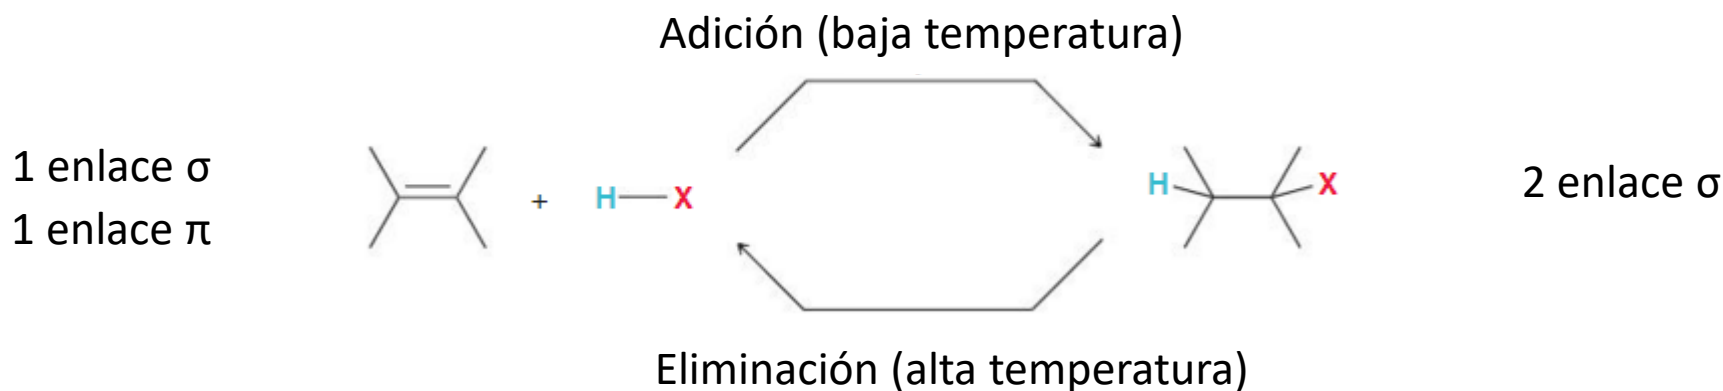 Adición (baja temperatura)
1 enlace σ
1 enlace π
+
H
X
H
X
2 enlace σ
Eliminación (alta temperatura)